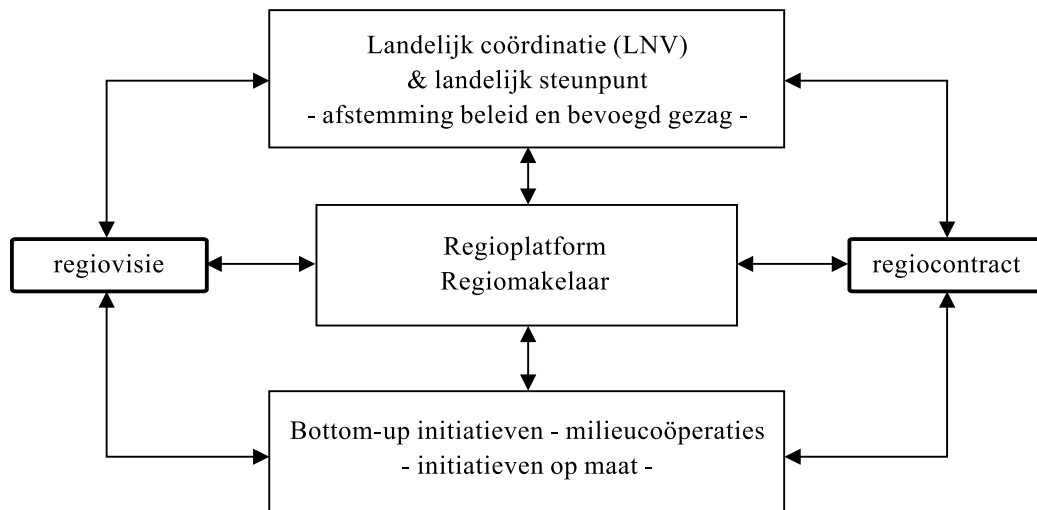 Landelijk coördinatie (LNV)
& landelijk steunpunt
- afstemming beleid en bevoegd gezag -
regiovisie
Regioplatform
Regiomakelaar
regiocontract
Bottom-up initiatieven - milieucoöperaties
- initiatieven op maat -